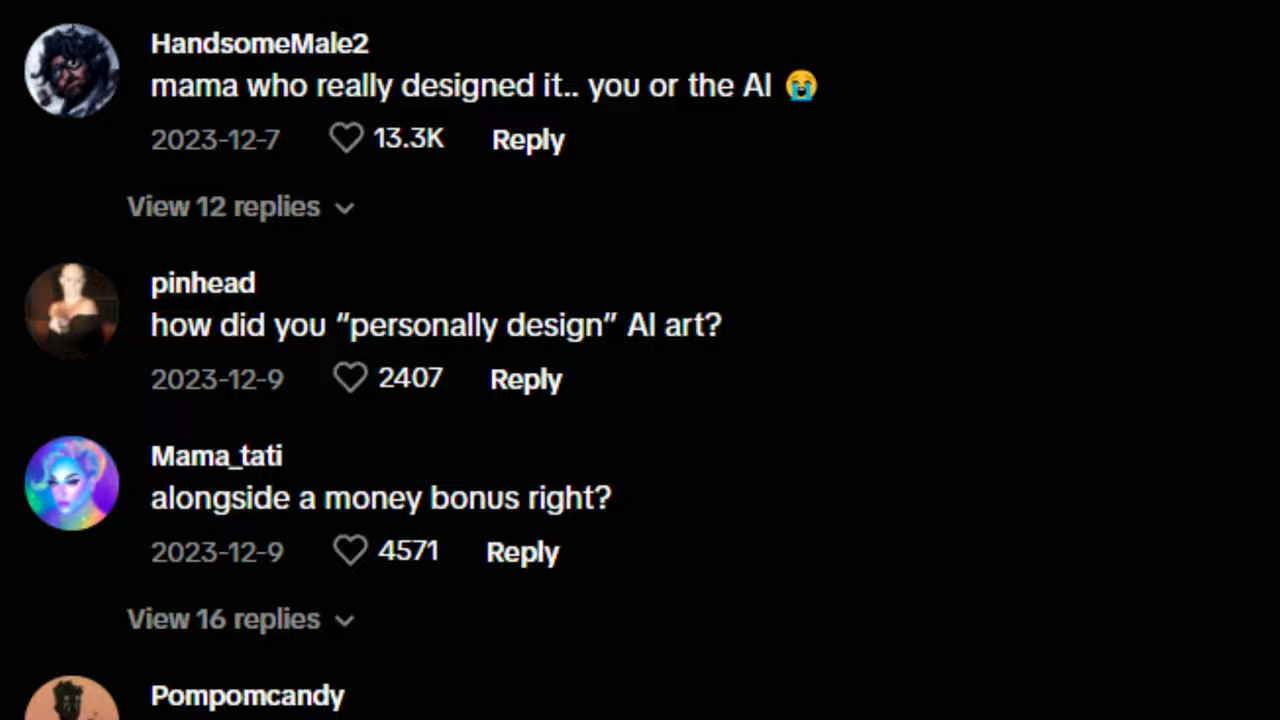 HandsomeMale2
mama who really designed it.. you or the AI 😭
2023-12-7 13.3K Reply
View 12 replies
pinhead
how did you “personally design” AI art?
2023-12-9 2407 Reply
Mama_tati
alongside a money bonus right?
2023-12-9 4571 Reply
View 16 replies
Pompomcandy